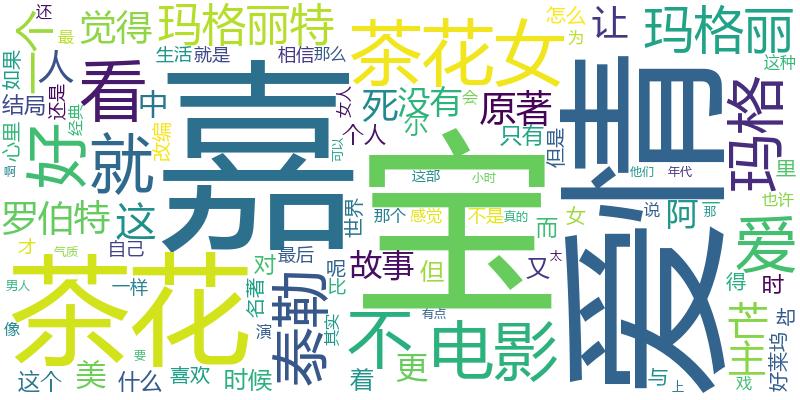 还
最
个
如果
人
觉得
玛格丽特
生活
就是
相信
那么
茶花女
怎么
为
让
玛格丽
这种
结局
还是
看
中
嘉
女人
死
没有
尔
原著
但是
玛格
心里
经典
好
就
改编
个人
只有
可以
会
宝
爱情
啊
罗伯特
这
世界
这部
小时
他们
年代
里
也许
那个
感觉
不是
真的
而
女
说
阿
那
爱
才
气质
自己
茶花
对
最后
呢
比
故事
但
又
太
得
时
男人
一样
名著
泰勒
不
有点
电影
芒
主
却
好莱坞
像
演
其实
这个
美
要
什么
喜欢
时候
着
更
与
上
戏